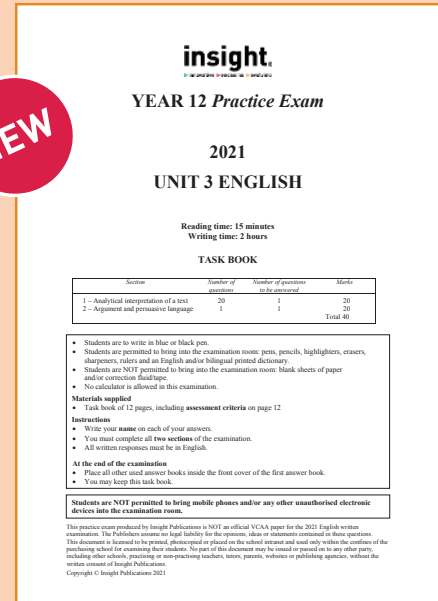 insight.
YEAR 12 Practice Exam
EW
2021
UNIT 3 ENGLISH
Reading time: 15 minutes
Writing time: 2 hours
TASK BOOK
Section Number of questions Number of questions to be answered Marks
1 – Analytical interpretation of a text 20 1 20
2 – Argument and persuasive language 1 1 20
Total 40
• Students are to write in blue or black pen.
• Students are permitted to bring into the examination room: pens, pencils, highlighters, erasers,
sharpeners, rulers and an English and/or bilingual printed dictionary.
• Students are NOT permitted to bring into the examination room: blank sheets of paper
and/or correction fluid/tape.
• No calculator is allowed in this examination.
Materials supplied
• Task book of 12 pages, including assessment criteria on page 12
Instructions
• Write your name on each of your answers.
• You must complete all two sections of the examination.
• All written responses must be in English.
At the end of the examination
• Place all other used answer books inside the front cover of the first answer book.
• You may keep this task book.
Students are NOT permitted to bring mobile phones and/or any other unauthorised electronic
devices into the examination room.
This practice exam produced by Insight Publications is NOT an official VCAA paper for the 2021 English written
examination. The Publishers assume no legal liability for the opinions, ideas or statements contained in these questions.
This document is licensed to be printed, photocopied or placed on the school intranet and used only within the confines of the
purchasing school for examining their students. No part of this document may be issued or passed on to any other party,
including other schools, practising or non-practising teachers, tutors, parents, websites or publishing agencies, without the
written consent of Insight Publications.
Copyright © Insight Publications 2021